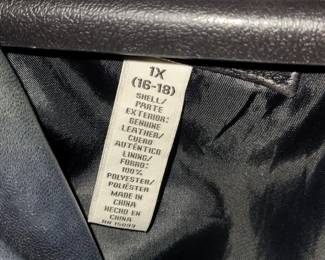 1X
(16-18)
SHELL/
PARTE
EXTERIOR:
GENUINE
LEATHER/
CUERO
AUTÉNTICO
LINING/
FORRO:
100%
POLYESTER/
POLIÉSTER
MADE IN
CHINA
HECHO EN
CHINA